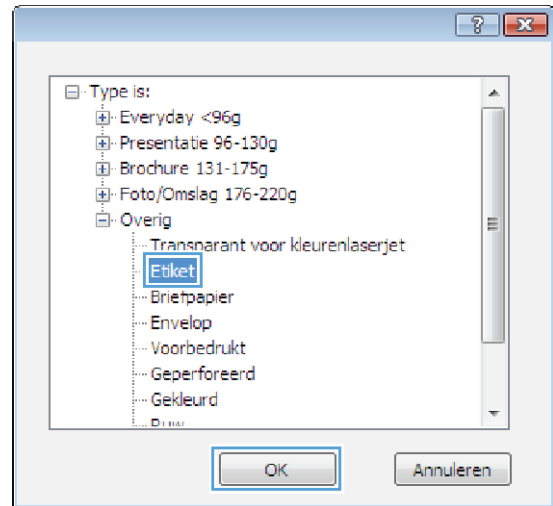 Type is:
Everyday <96g
Presentatie 96-130g
Brochure 131-175g
Foto/Omslag 176-220g
Overig
Transparant voor kleurenlaserjet
Etiket
Briefpapier
Envelop
Voorbedrukt
Geperforeerd
Gekleurd
Ruw
OK Annuleren